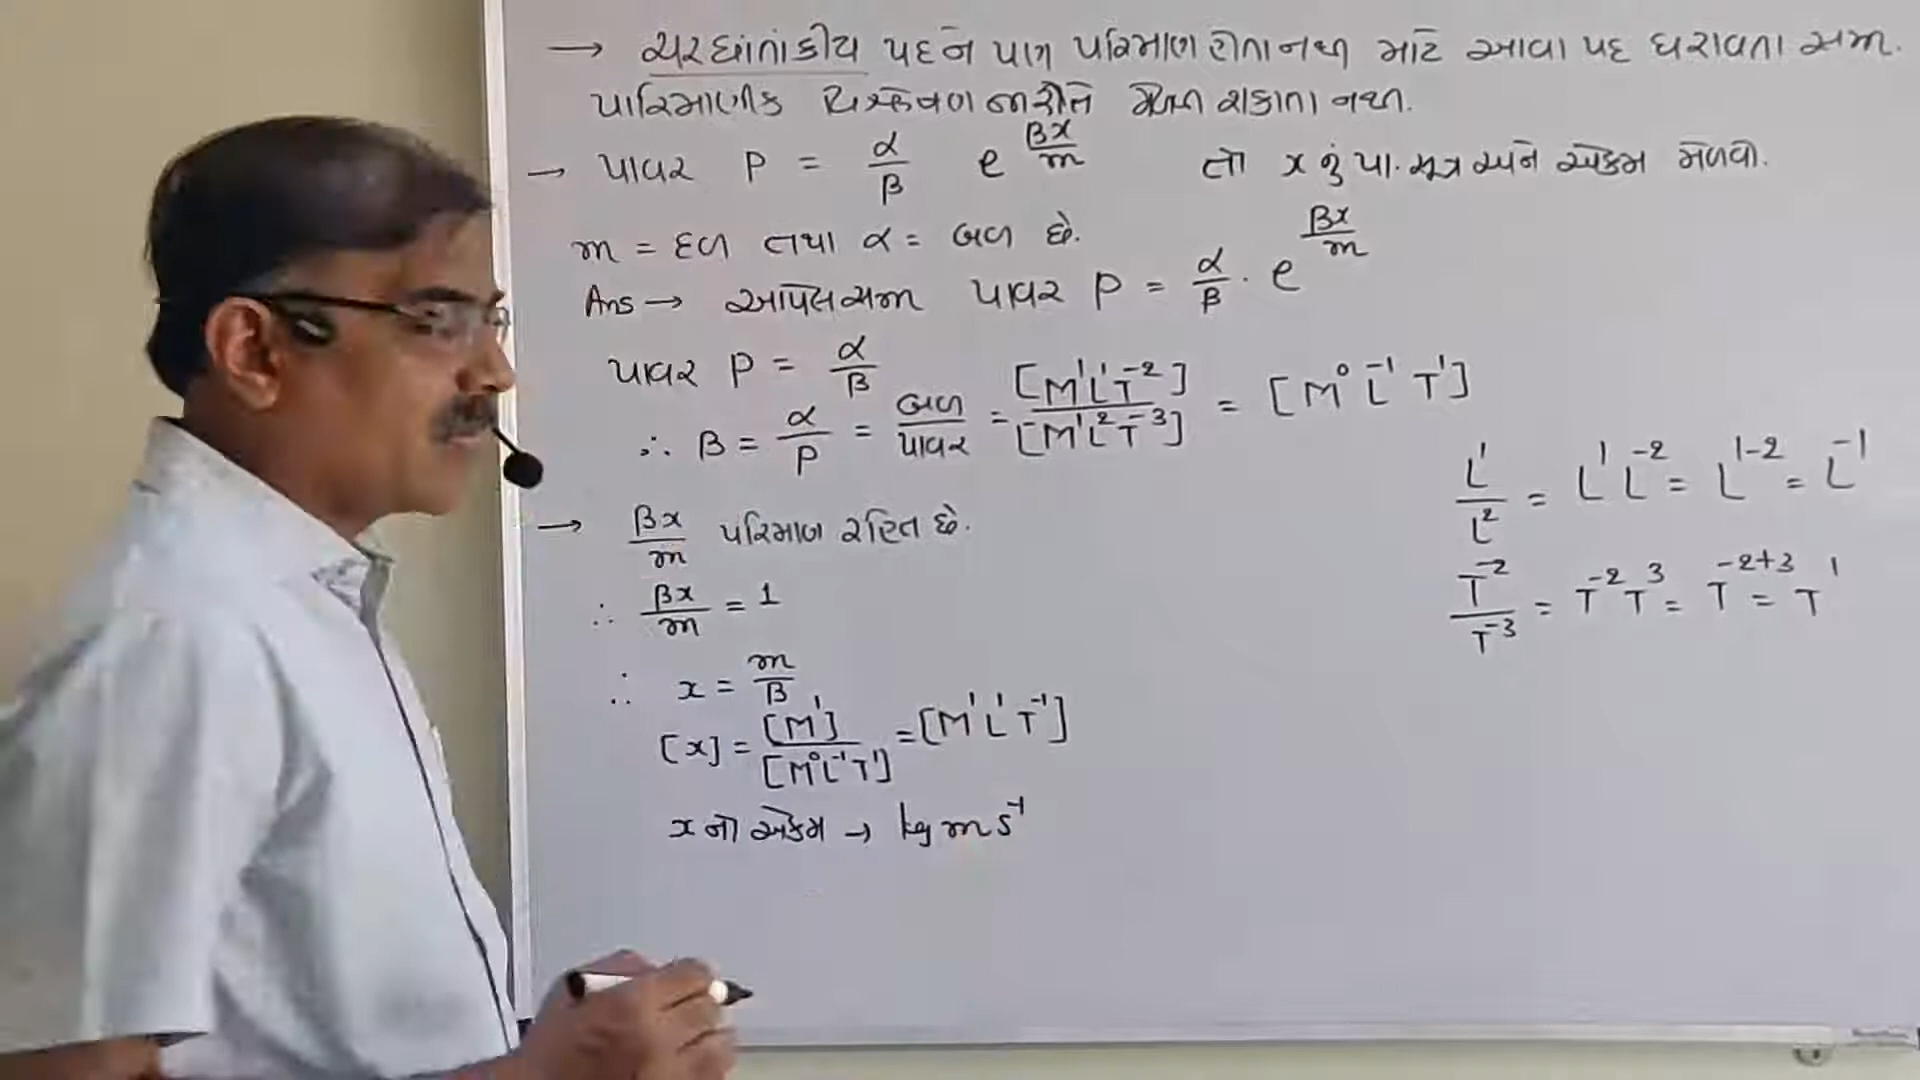 → ચરઘાતાંકીય પદને પણ પરિમાણ હોતા નથી માટે આવા પદ ધરાવતા સમી.
પારિમાણીક વિશ્લેષણની રીતે મેળવી શકાતા નથી.
→ પાવર P = α/β e^(βx/m) તો x નું પા. સૂત્ર અને એકમ મેળવો.
m = દળ તથા α = બળ છે.
Ans → આપેલ સમી પાવર P = α/β · e^(βx/m)
પાવર P = α/β
∴ β = α/P = બળ/પાવર = [M¹L¹T⁻²]/[M¹L²T⁻³] = [M⁰L⁻¹T¹]
→ βx/m પરિમાણ રહિત છે.
∴ βx/m = 1
∴ x = m/β
[x] = [M¹]/[M⁰L⁻¹T¹] = [M¹L¹T⁻¹]
x નો એકમ → kg m s⁻¹
L¹/L² = L¹L⁻² = L¹⁻² = L⁻¹
T⁻²/T⁻³ = T⁻²T³ = T⁻²⁺³ = T¹